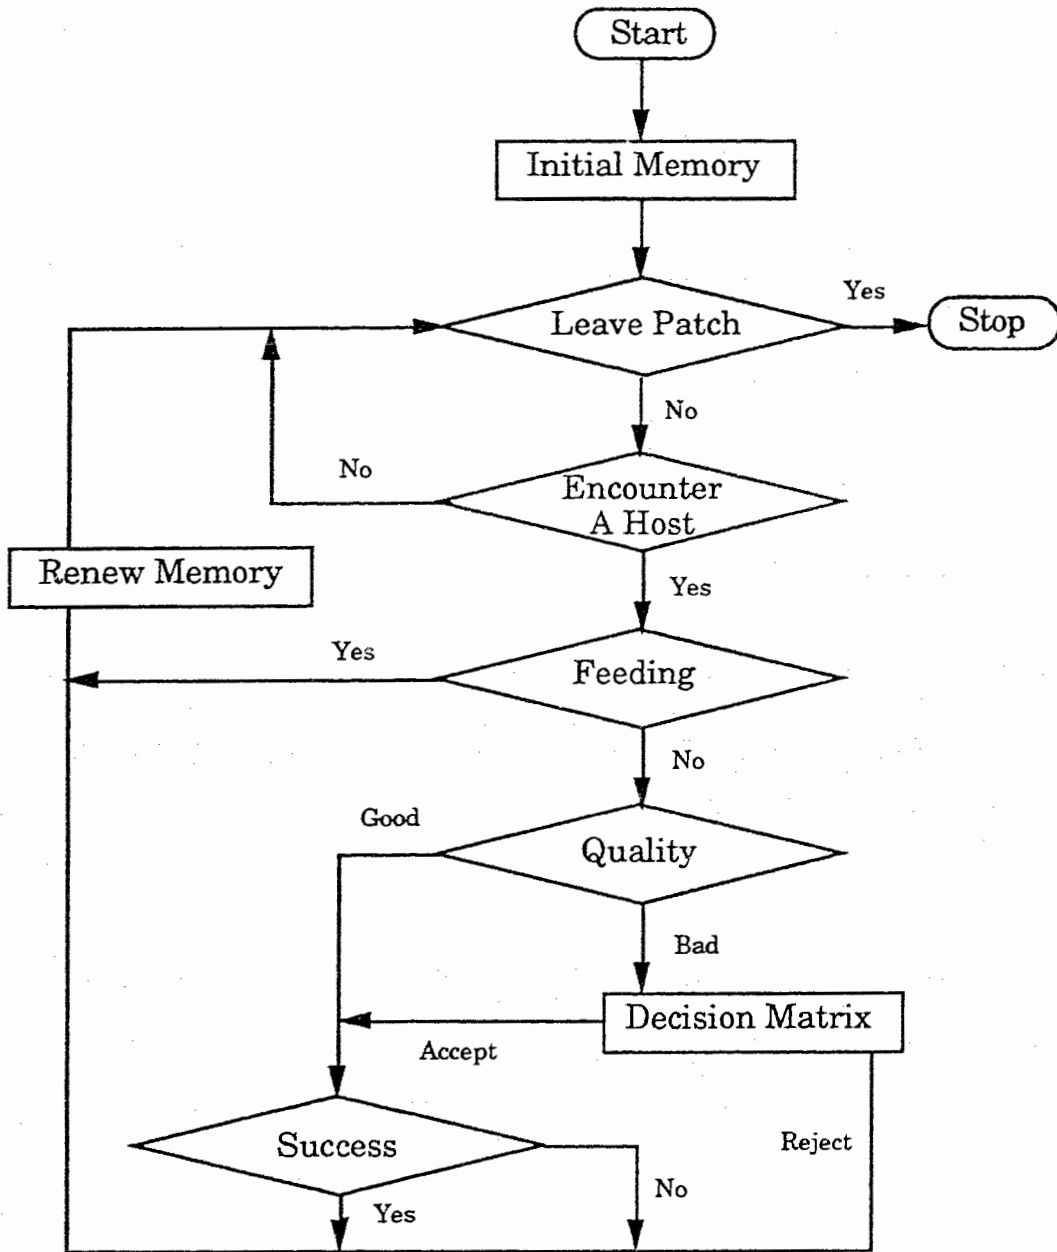 Start
Initial Memory
Yes
Leave Patch
Stop
No
No
Encounter
A Host
Renew Memory
Yes
Yes
Feeding
No
Good
Quality
Bad
Decision Matrix
Accept
Success
Reject
No
Yes